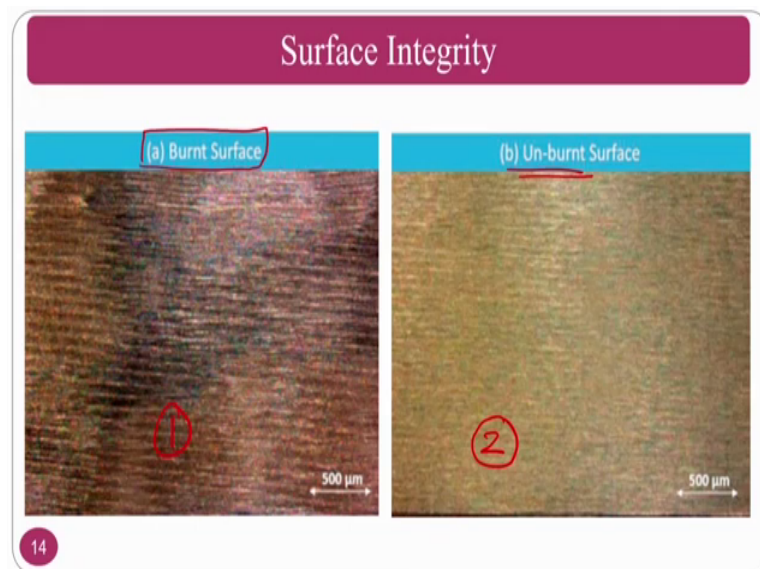 Surface Integrity
(a) Burnt Surface
(b) Un-burnt Surface
1
2
500 μm
500 μm
14